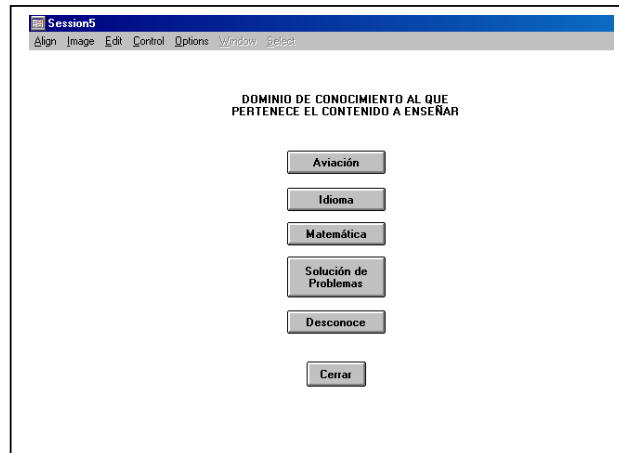 Session5
Align Image Edit Control Options Window Select
DOMINIO DE CONOCIMIENTO AL QUE
PERTENECE EL CONTENIDO A ENSEÑAR
Aviación
Idioma
Matemática
Solución de
Problemas
Desconoce
Cerrar